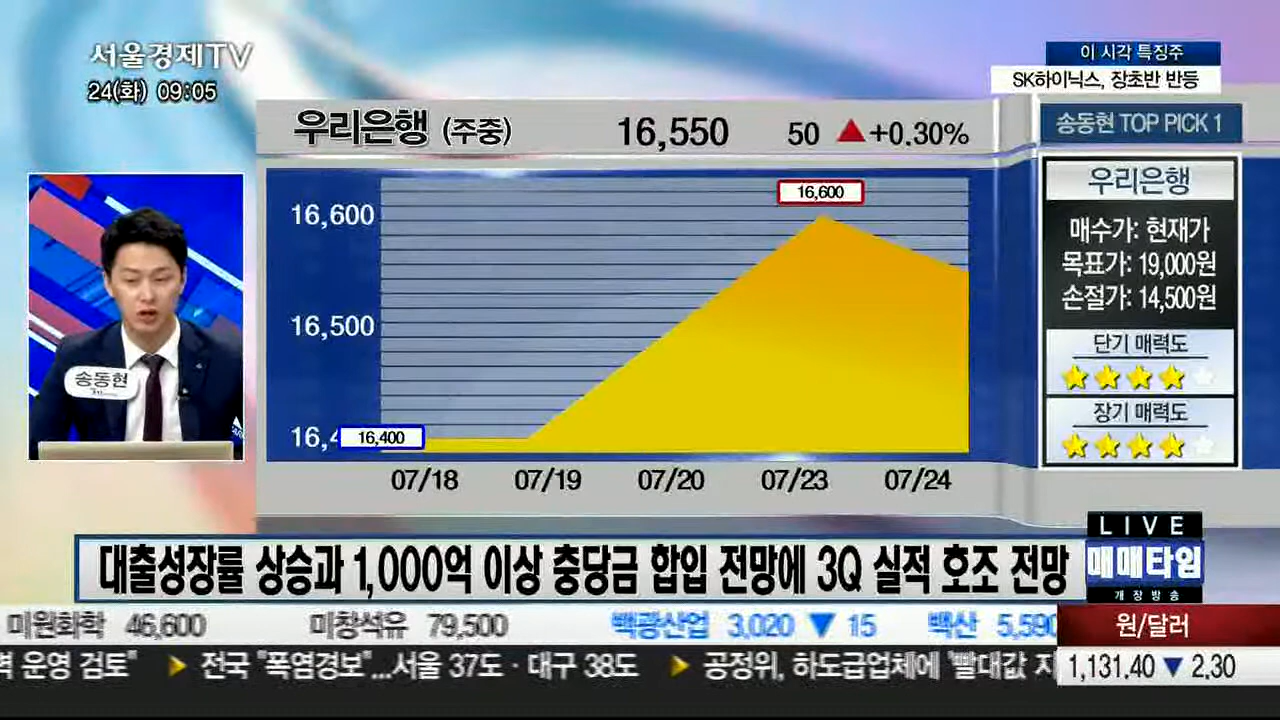 서울경제TV
24(화) 09:05
이 시각 특징주
SK하이닉스, 장초반 반등
우리은행 (주중) 16,550 50 ▲+0.30%
송동현 TOP PICK 1
우리은행
매수가: 현재가
목표가: 19,000원
손절가: 14,500원
단기 매력도
장기 매력도
16,600
16,600
16,500
16,4
16,400
07/18 07/19 07/20 07/23 07/24
송동현
대출성장률 상승과 1,000억 이상 충당금 합입 전망에 3Q 실적 호조 전망
LIVE
매매타임
개장방송
미원화학 46,600 미창석유 79,500 백광산업 3,020 ▼ 15 백산 5,590
원/달러
운영 검토" ▶ 전국 "폭염경보"...서울 37도·대구 38도 ▶ 공정위, 하도급업체에 '빨대값
1,131.40 ▼ 2.30